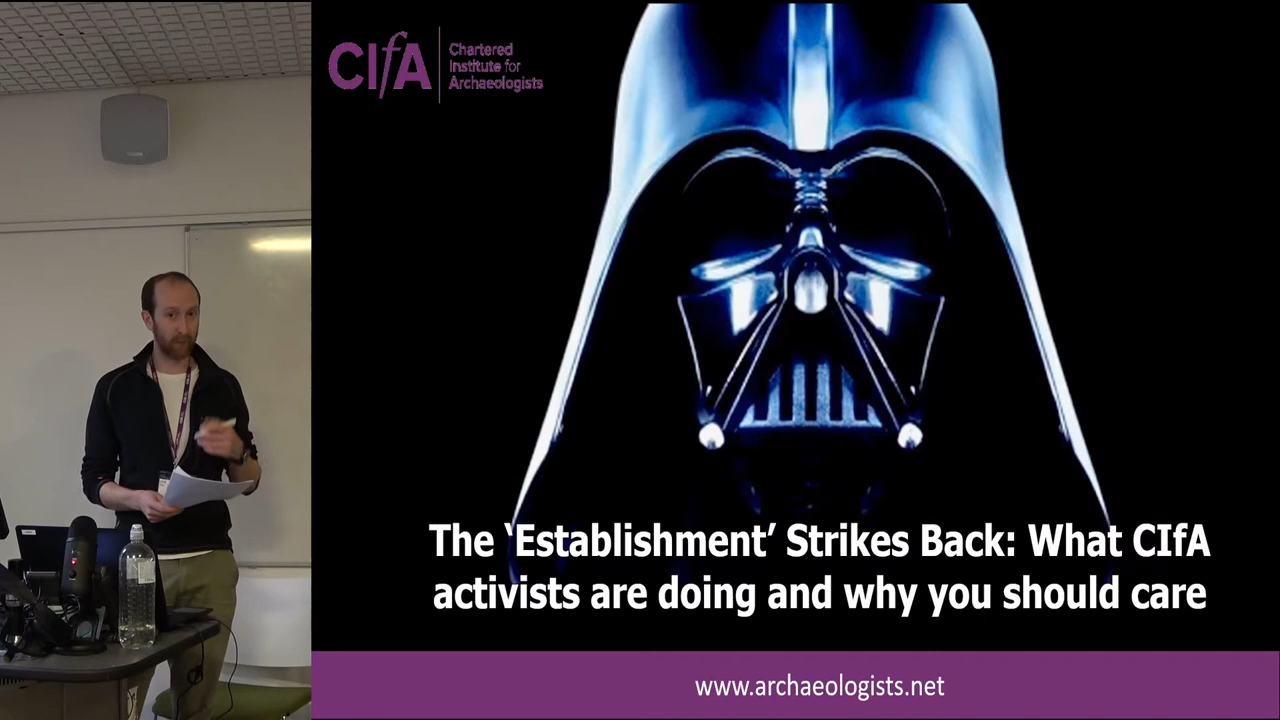 CIfA
Chartered
Institute for
Archaeologists
The ‘Establishment’ Strikes Back: What CIfA
activists are doing and why you should care
www.archaeologists.net